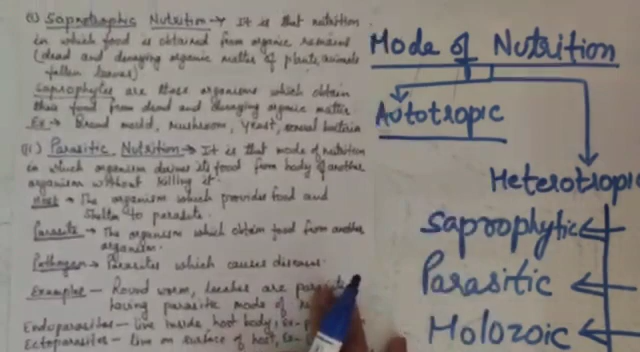 (i) Saprotrophic Nutrition → It is that nutrition
in which food is obtained from organic remains
(dead and decaying organic matter of plants, animals
fallen leaves)
Saprophytes are those organisms which obtain
their food from dead and decaying organic matter
Ex → Bread mould, mushroom, Yeast, several bacteria
(ii) Parasitic Nutrition → It is that mode of nutrition
in which organism derives its food from body of another
organism without killing it.
Host → The organism which provides food and
shelter to parasite.
Parasite → The organism which obtain food from another
organism.
Pathogen → Parasites which causes disease.
Example — Round worm, leeches are
having parasitic mode of
Endoparasites - live inside host body, Ex-
Ectoparasites - live on surface of host,
Mode of Nutrition
Autotropic
Heterotropic
Saprophytic
Parasitic
Holozoic